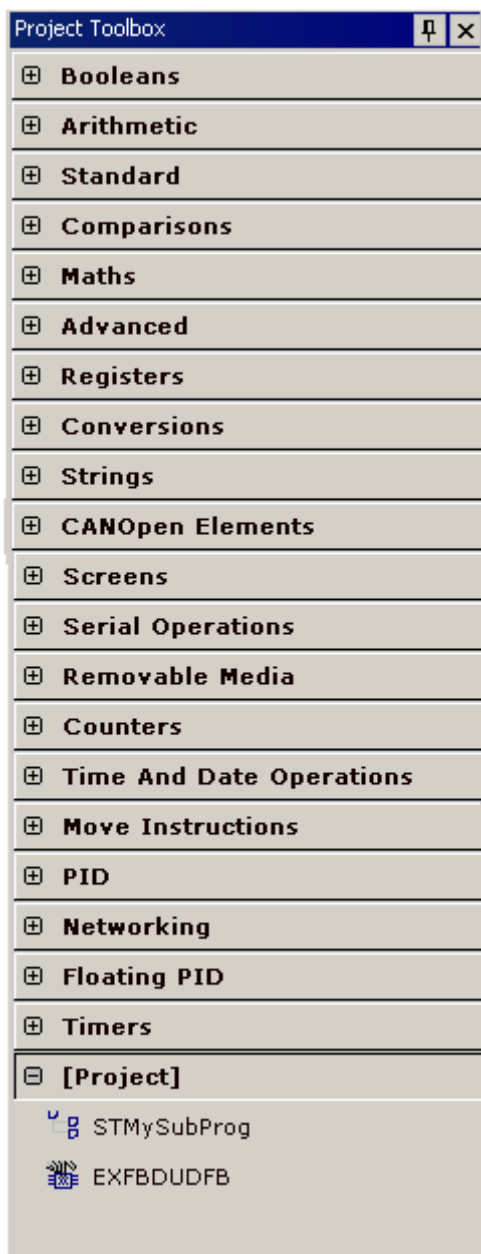 Project Toolbox
Booleans
Arithmetic
Standard
Comparisons
Maths
Advanced
Registers
Conversions
Strings
CANOpen Elements
Screens
Serial Operations
Removable Media
Counters
Time And Date Operations
Move Instructions
PID
Networking
Floating PID
Timers
[Project]
STMySubProg
EXFBDUDFB